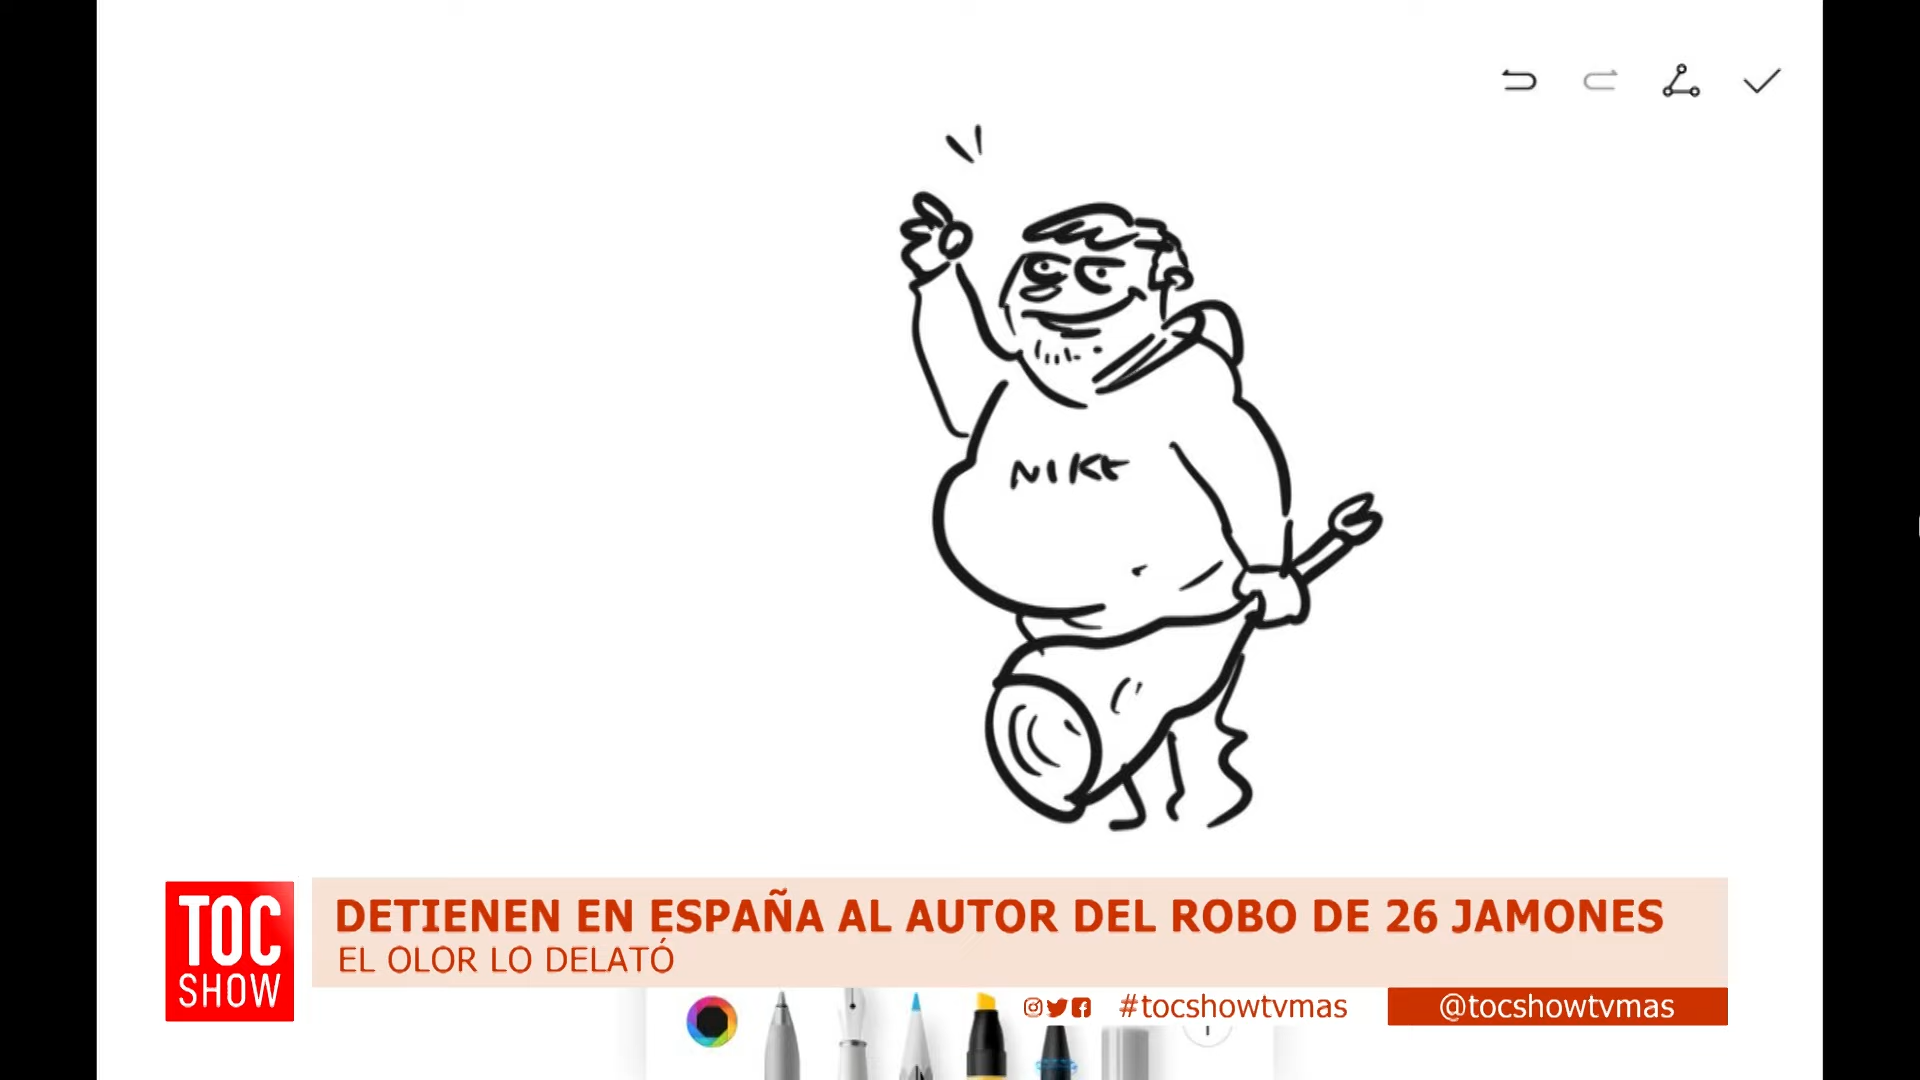 NIKE
TOC
SHOW
DETIENEN EN ESPAÑA AL AUTOR DEL ROBO DE 26 JAMONES
EL OLOR LO DELATÓ
#tocshowtvmas
@tocshowtvmas